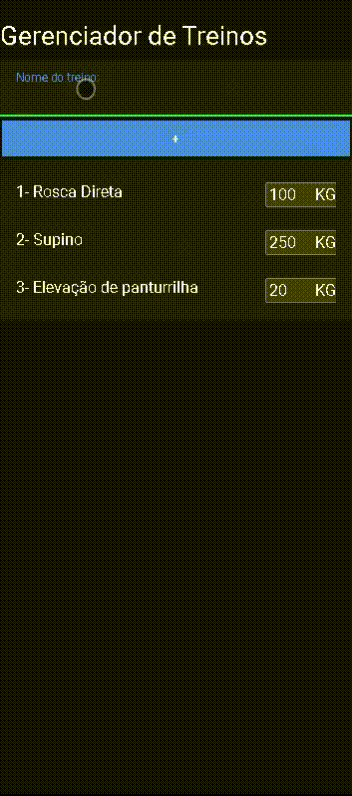 Gerenciador de Treinos
Nome do treino:
+
1- Rosca Direta 100 KG
2- Supino 250 KG
3- Elevação de panturrilha 20 KG